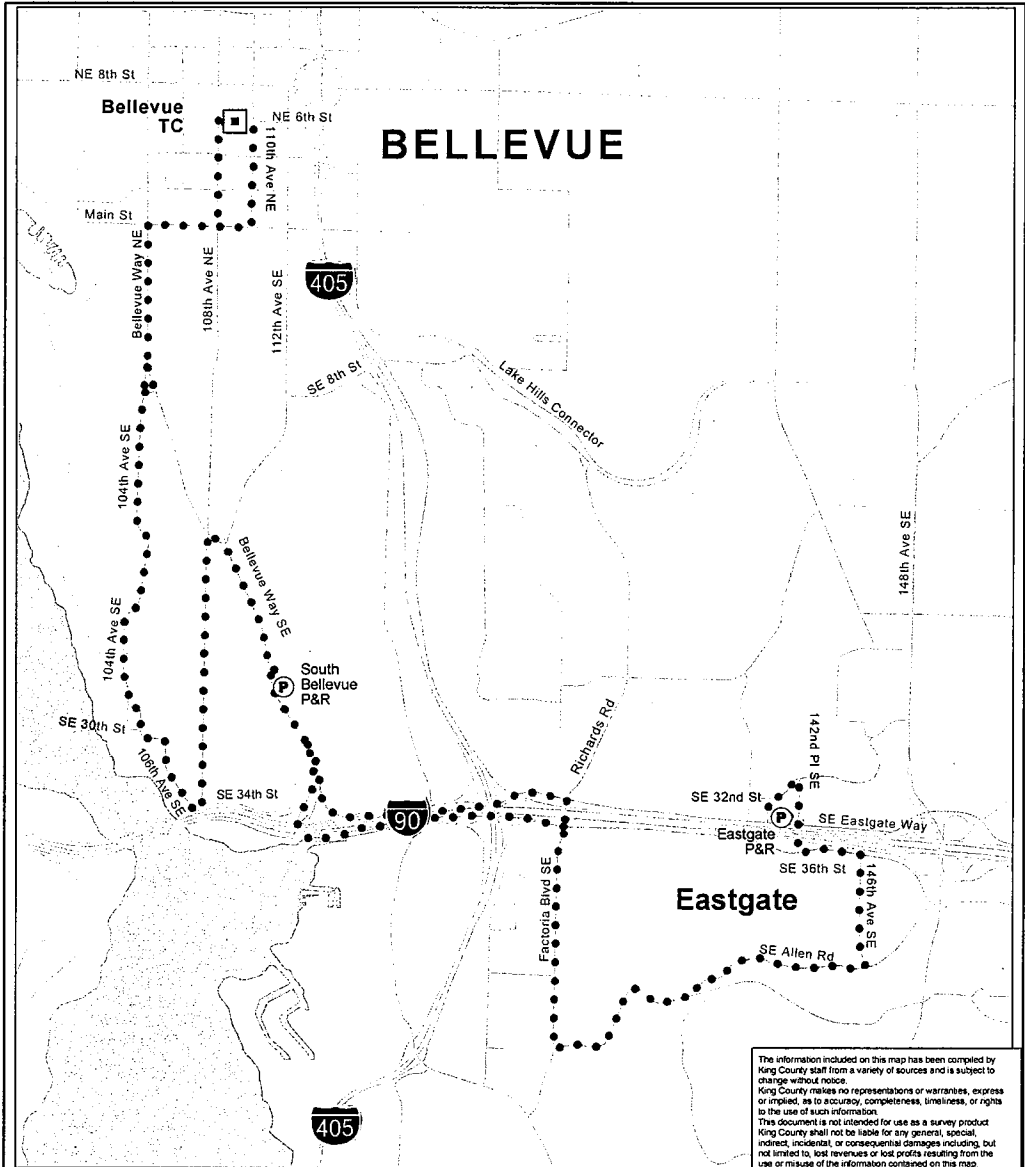 NE 8th St
Bellevue
TC
NE 6th St
BELLEVUE
110th Ave NE
Main St
Bellevue Way NE
108th Ave NE
112th Ave SE
405
SE 8th St
Lake Hills Connector
104th Ave SE
148th Ave SE
Bellevue Way SE
104th Ave SE
P
South
Bellevue
P&R
SE 30th St
106th Ave SE
SE 34th St
90
Richards Rd
142nd Pl SE
SE 32nd St
P
SE Eastgate Way
Eastgate
P&R
SE 36th St
Factoria Blvd SE
Eastgate
146th Ave SE
SE Allen Rd
405
The information included on this map has been compiled by
King County staff from a variety of sources and is subject to
change without notice.
King County makes no representations or warranties, express
or implied, as to accuracy, completeness, timeliness, or rights
to the use of such information.
This document is not intended for use as a survey product
King County shall not be liable for any general, special,
indirect, incidental, or consequential damages including, but
not limited to, lost revenues or lost profits resulting from the
use or misuse of the information contained on this map.